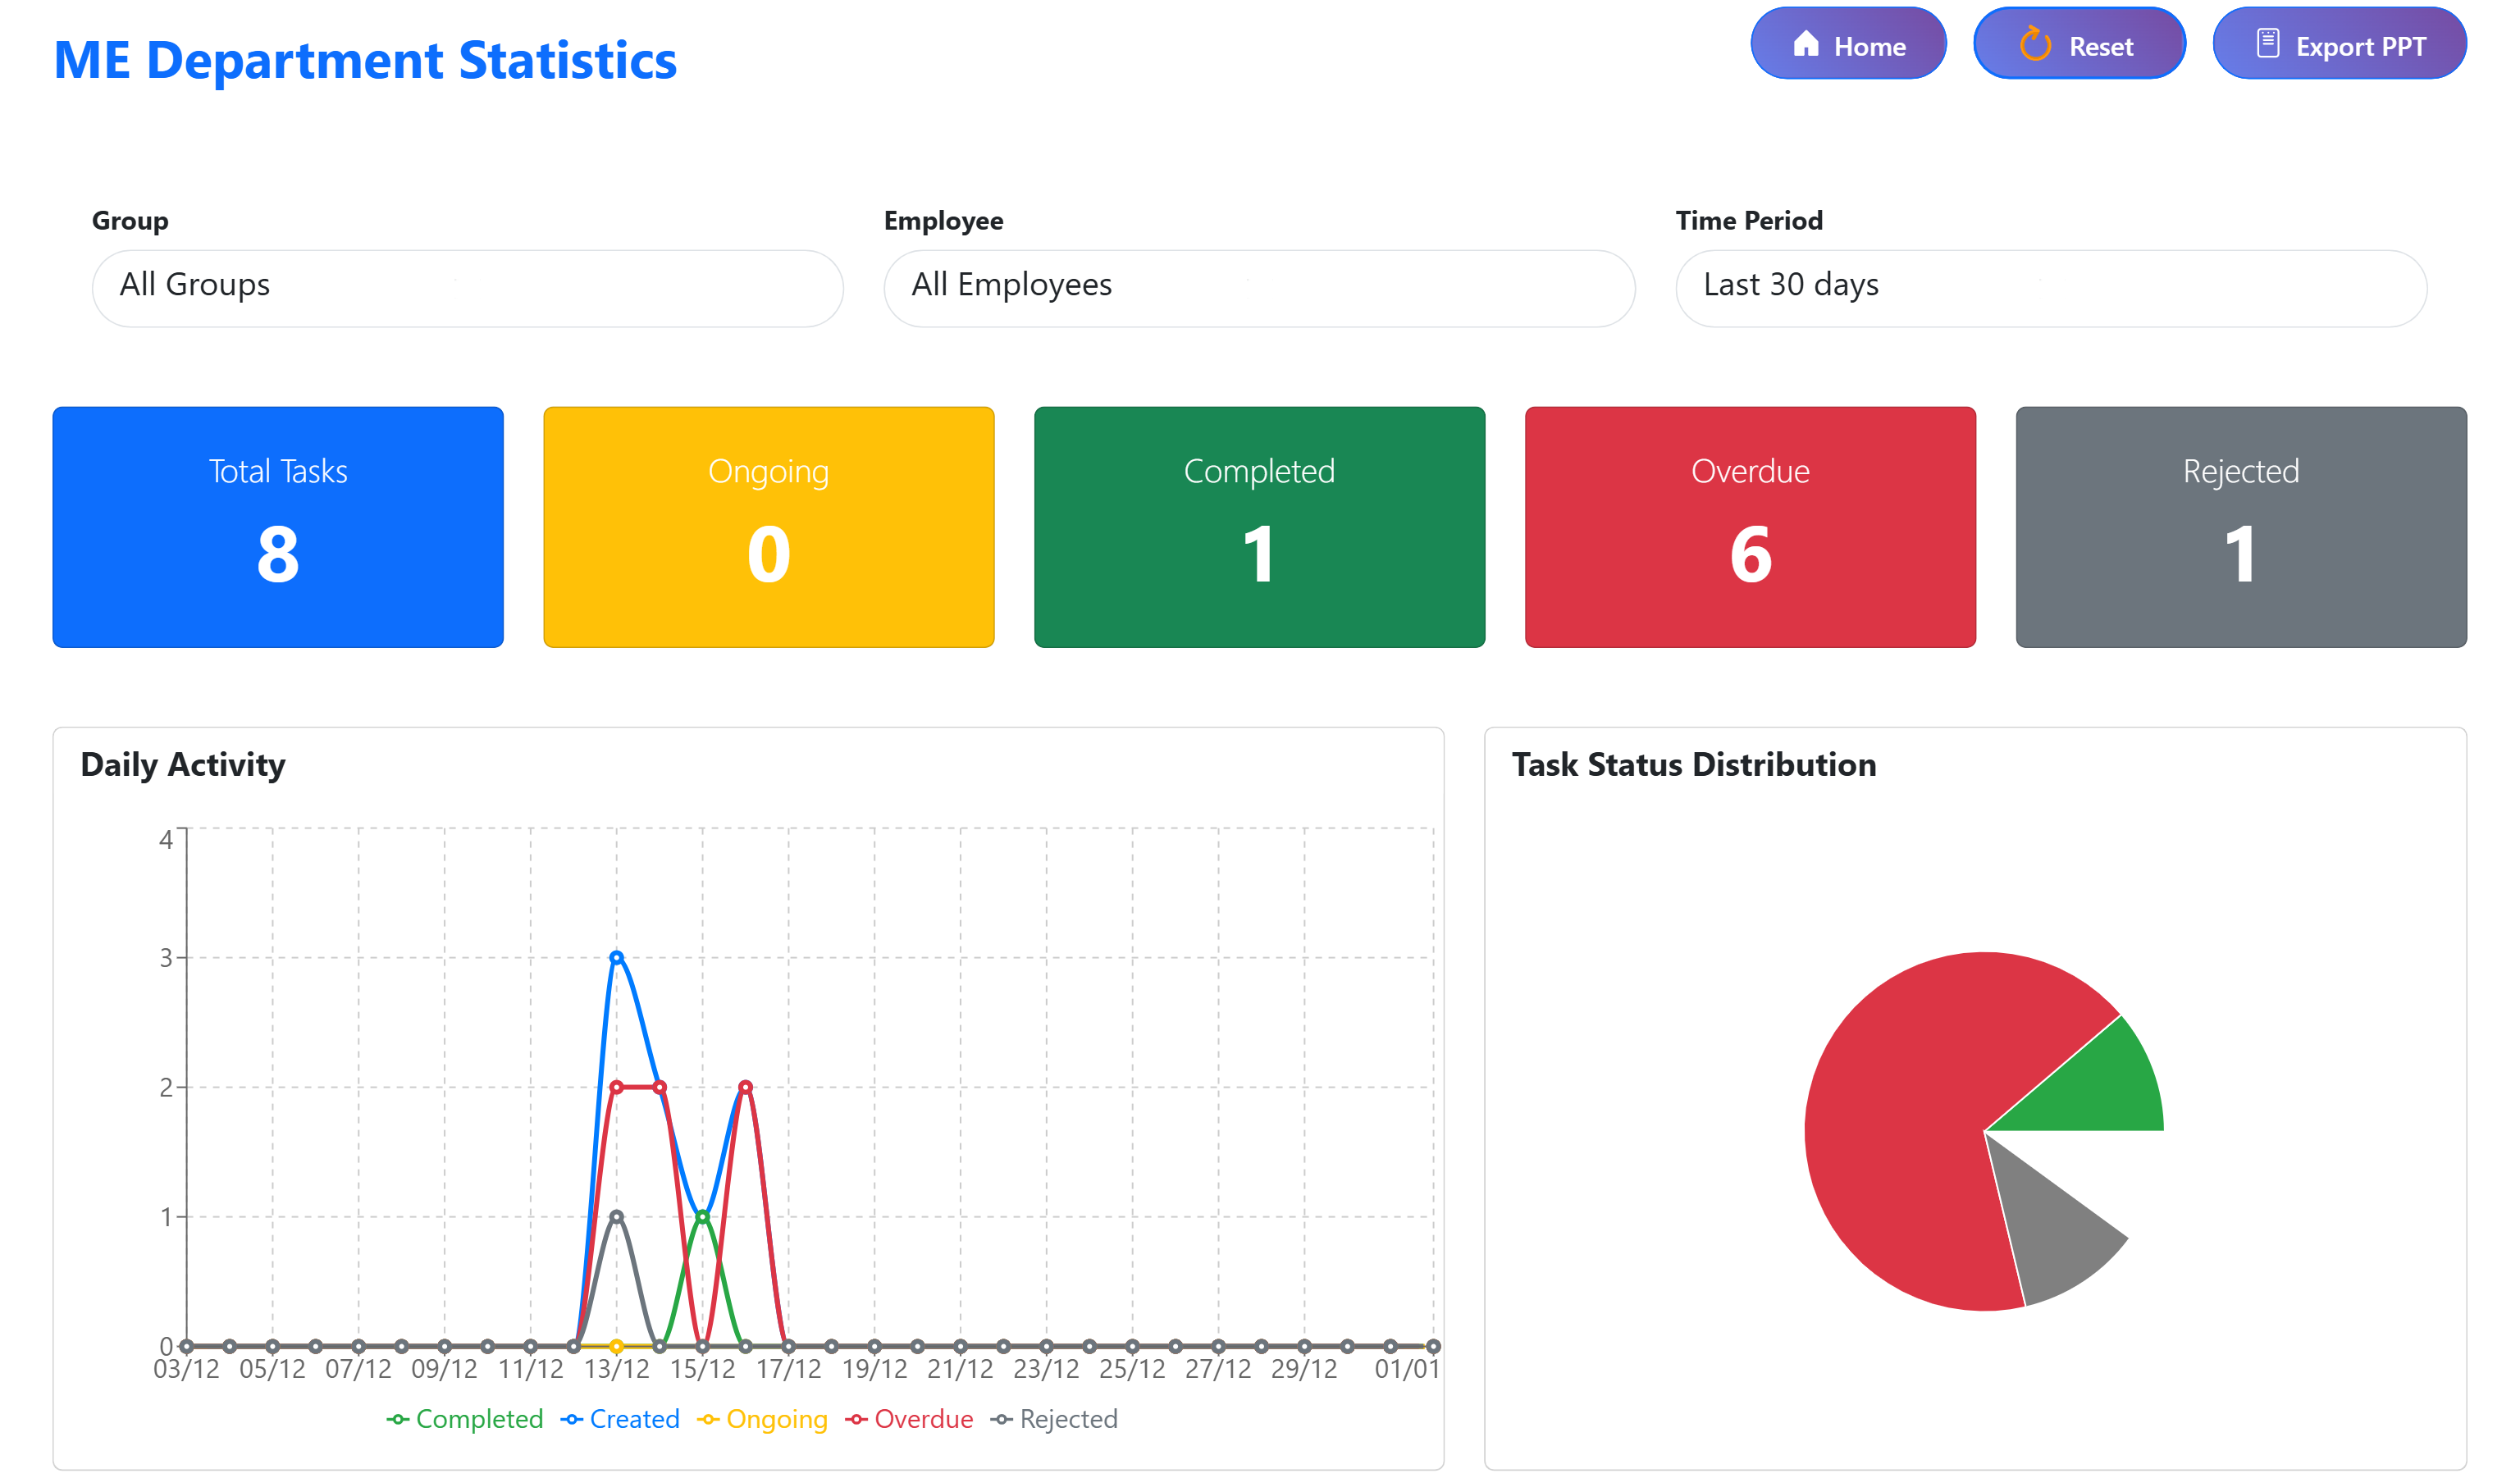 ME Department Statistics
Home
Reset
Export PPT
Group
Employee
Time Period
All Groups
All Employees
Last 30 days
Total Tasks
8
Ongoing
0
Completed
1
Overdue
6
Rejected
1
Daily Activity
4
3
2
1
0
03/12 05/12 07/12 09/12 11/12 13/12 15/12 17/12 19/12 21/12 23/12 25/12 27/12 29/12 01/01
Completed Created Ongoing Overdue Rejected
Task Status Distribution